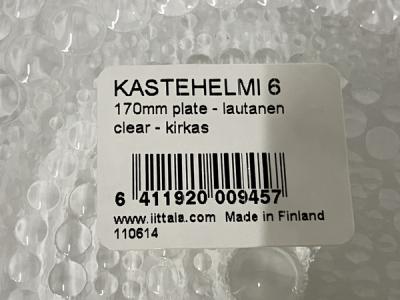 KASTEHELMI 6
170mm plate - lautanen
clear - kirkas
6 411920 009457
www.iittala.com Made in Finland
110614